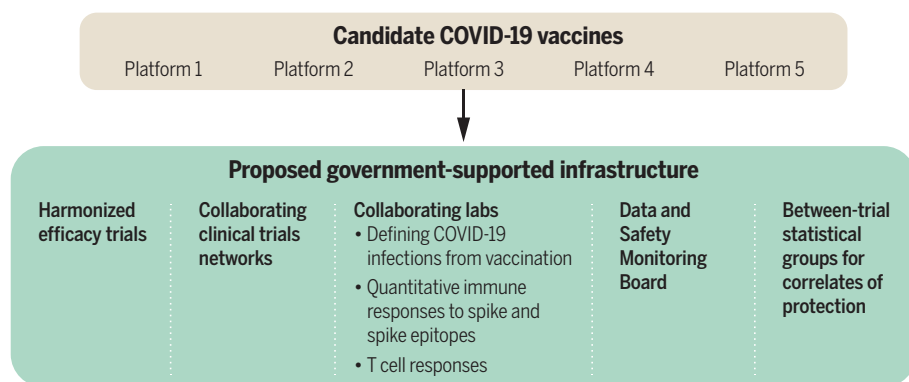 Candidate COVID-19 vaccines
Platform 1 Platform 2 Platform 3 Platform 4 Platform 5
Proposed government-supported infrastructure
Harmonized
efficacy trials
Collaborating
clinical trials
networks
Collaborating labs
• Defining COVID-19
infections from vaccination
• Quantitative immune
responses to spike and
spike epitopes
• T cell responses
Data and
Safety
Monitoring
Board
Between-trial
statistical
groups for
correlates of
protection